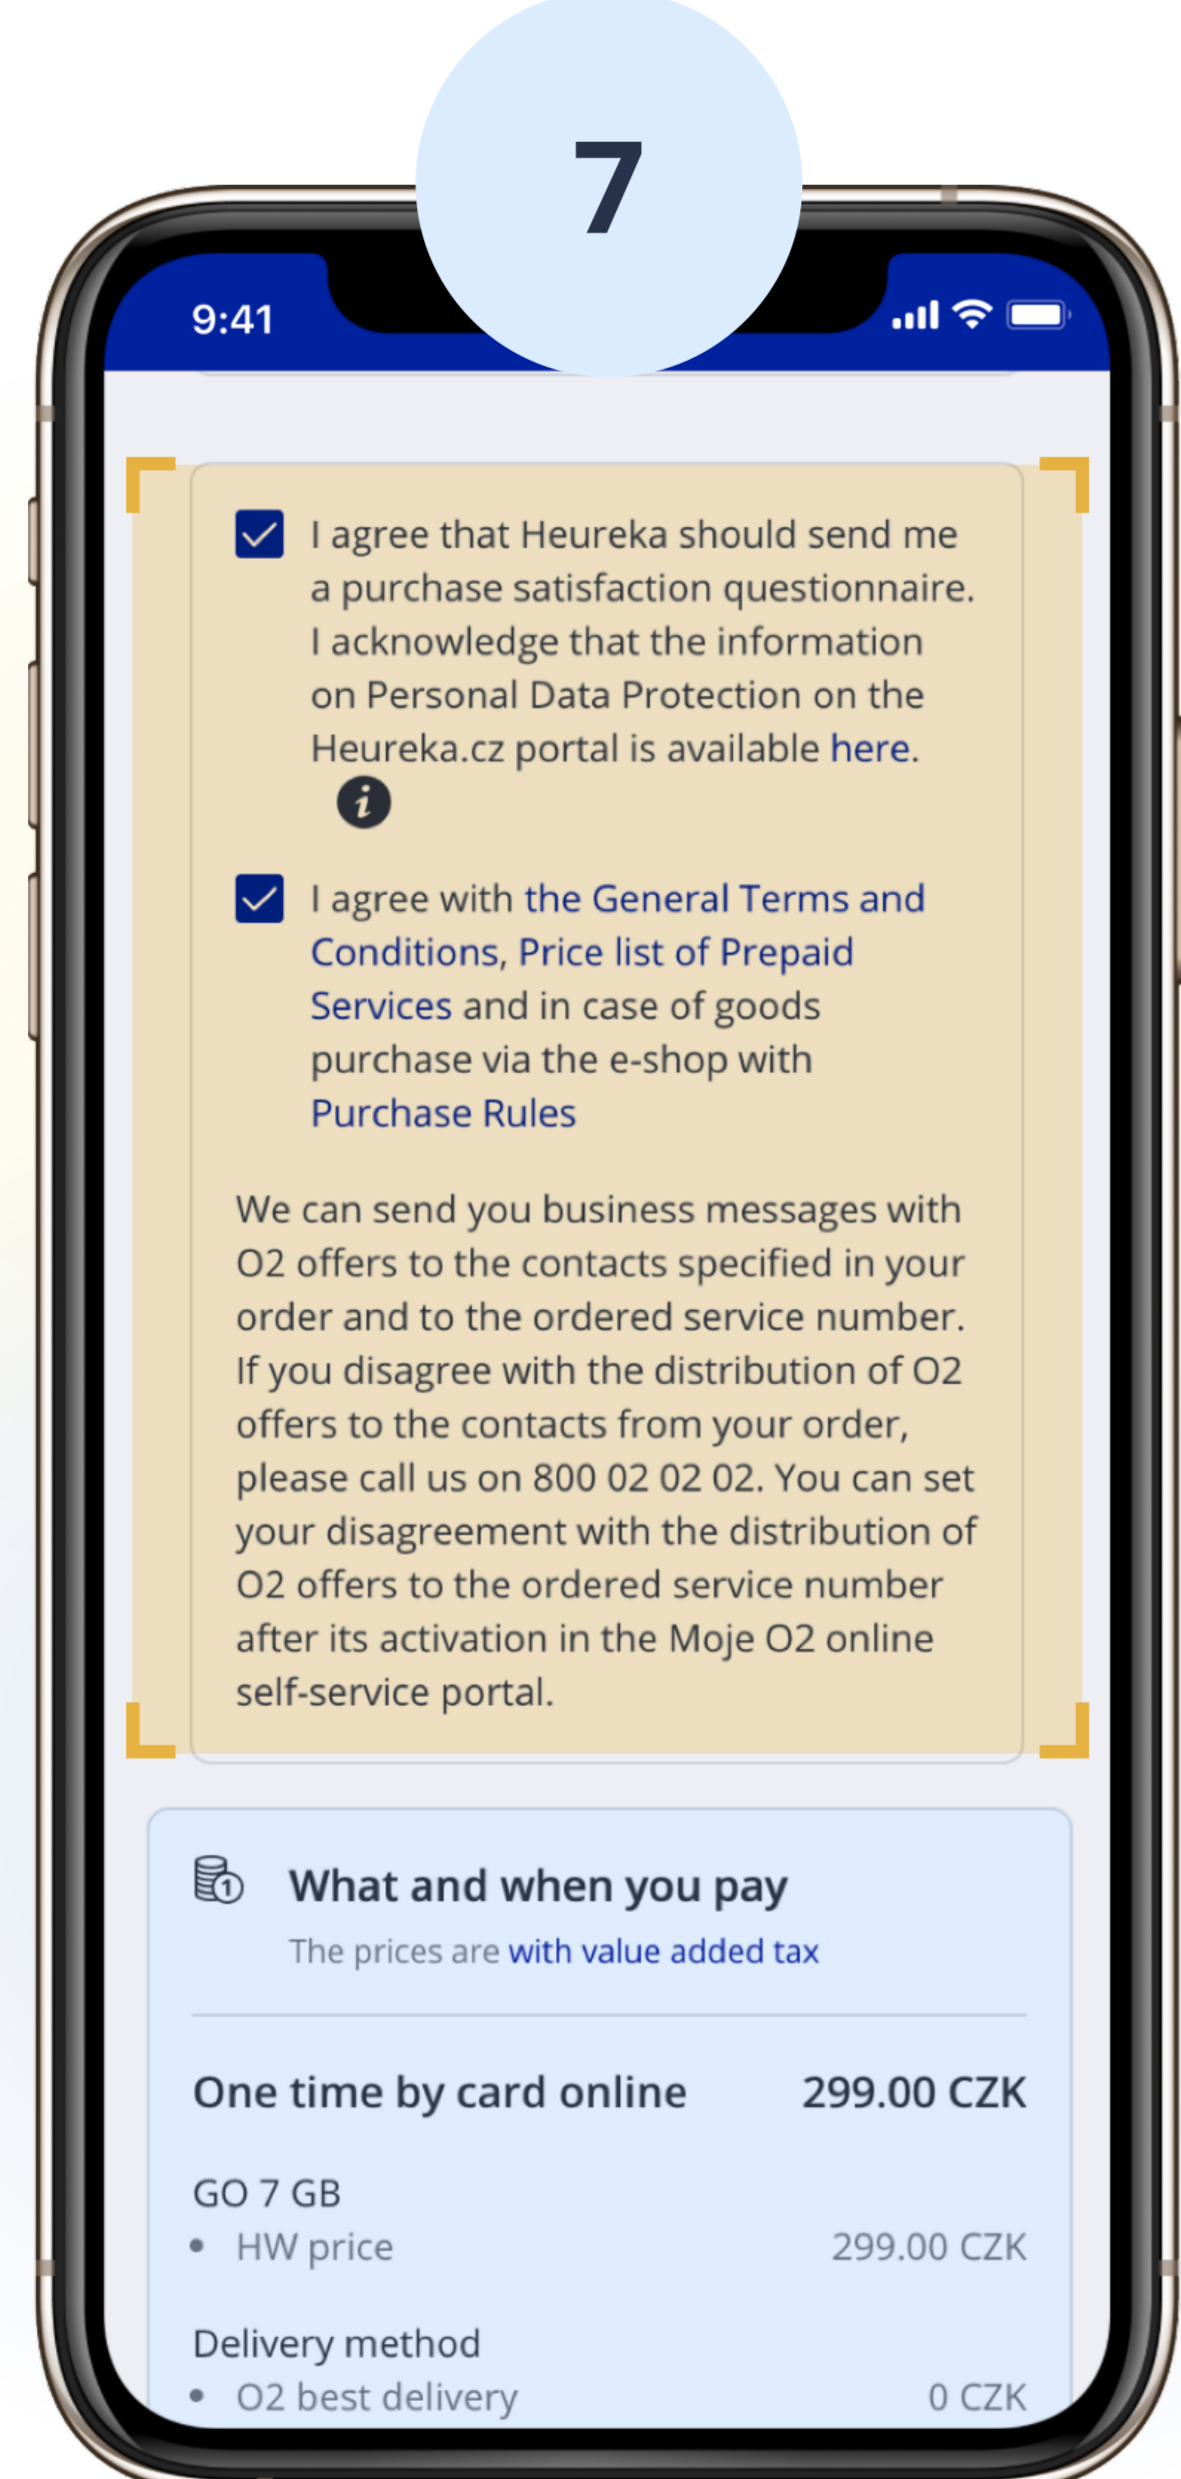 7
9:41
I agree that Heureka should send me
a purchase satisfaction questionnaire.
I acknowledge that the information
on Personal Data Protection on the
Heureka.cz portal is available here.
i
I agree with the General Terms and
Conditions, Price list of Prepaid
Services and in case of goods
purchase via the e-shop with
Purchase Rules
We can send you business messages with
O2 offers to the contacts specified in your
order and to the ordered service number.
If you disagree with the distribution of O2
offers to the contacts from your order,
please call us on 800 02 02 02. You can set
your disagreement with the distribution of
O2 offers to the ordered service number
after its activation in the Moje O2 online
self-service portal.
1 What and when you pay
The prices are with value added tax
One time by card online 299.00 CZK
GO 7 GB
• HW price 299.00 CZK
Delivery method
• O2 best delivery 0 CZK